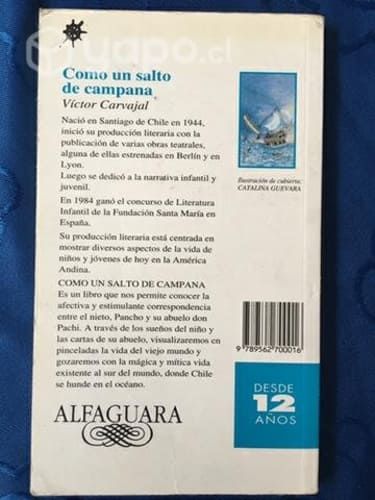 yapo.cl
Como un salto
de campana
Víctor Carvajal
Nació en Santiago de Chile en 1944,
inició su producción literaria con la
publicación de varias obras teatrales,
alguna de ellas estrenadas en Berlín y en
Lyon.
Luego se dedicó a la narrativa infantil y
juvenil.
En 1984 ganó el concurso de Literatura
Infantil de la Fundación Santa María en
España.
Su producción literaria está centrada en
mostrar diversos aspectos de la vida de
niños y jóvenes de hoy en la América
Andina.
COMO UN SALTO DE CAMPANA
Es un libro que nos permite conocer la
afectiva y estimulante correspondencia
entre el nieto, Pancho y su abuelo don
Pachi. A través de los sueños del niño y
las cartas de su abuelo, visualizaremos en
pinceladas la vida del viejo mundo y
gozaremos con la mágica y mítica vida
existente al sur del mundo, donde Chile
se hunde en el océano.
ALFAGUARA
Ilustración de cubierta:
CATALINA GUEVARA
9 789562 700016
DESDE
12
AÑOS